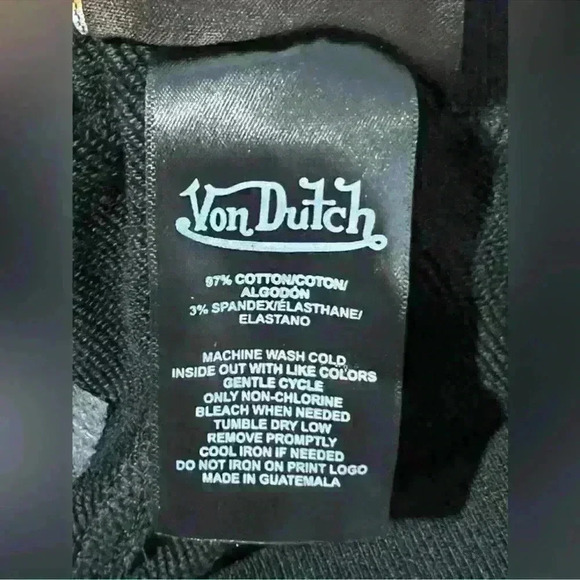 Von Dutch
97% COTTON/COTON/
ALGODÓN
3% SPANDEX/ÉLASTHANE/
ELASTANO
MACHINE WASH COLD
INSIDE OUT WITH LIKE COLORS
GENTLE CYCLE
ONLY NON-CHLORINE
BLEACH WHEN NEEDED
TUMBLE DRY LOW
REMOVE PROMPTLY
COOL IRON IF NEEDED
DO NOT IRON ON PRINT LOGO
MADE IN GUATEMALA